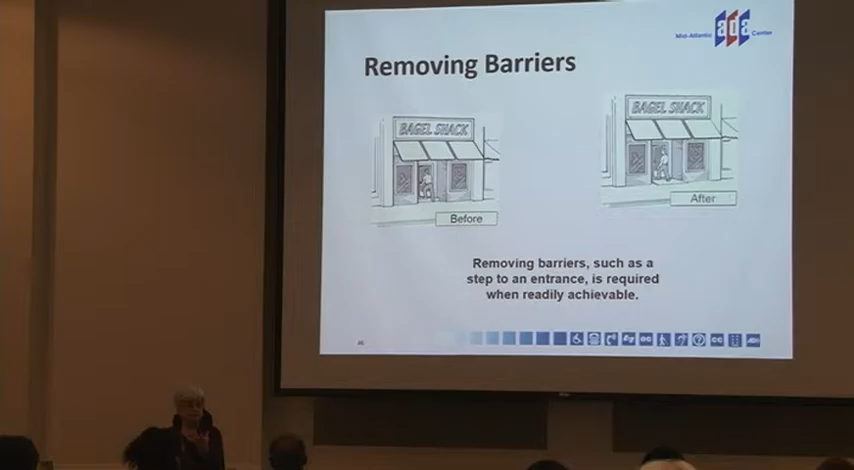 Mid-Atlantic ada Center
Removing Barriers
BAGEL SHACK
BAGEL SHACK
Before
After
Removing barriers, such as a
step to an entrance, is required
when readily achievable.